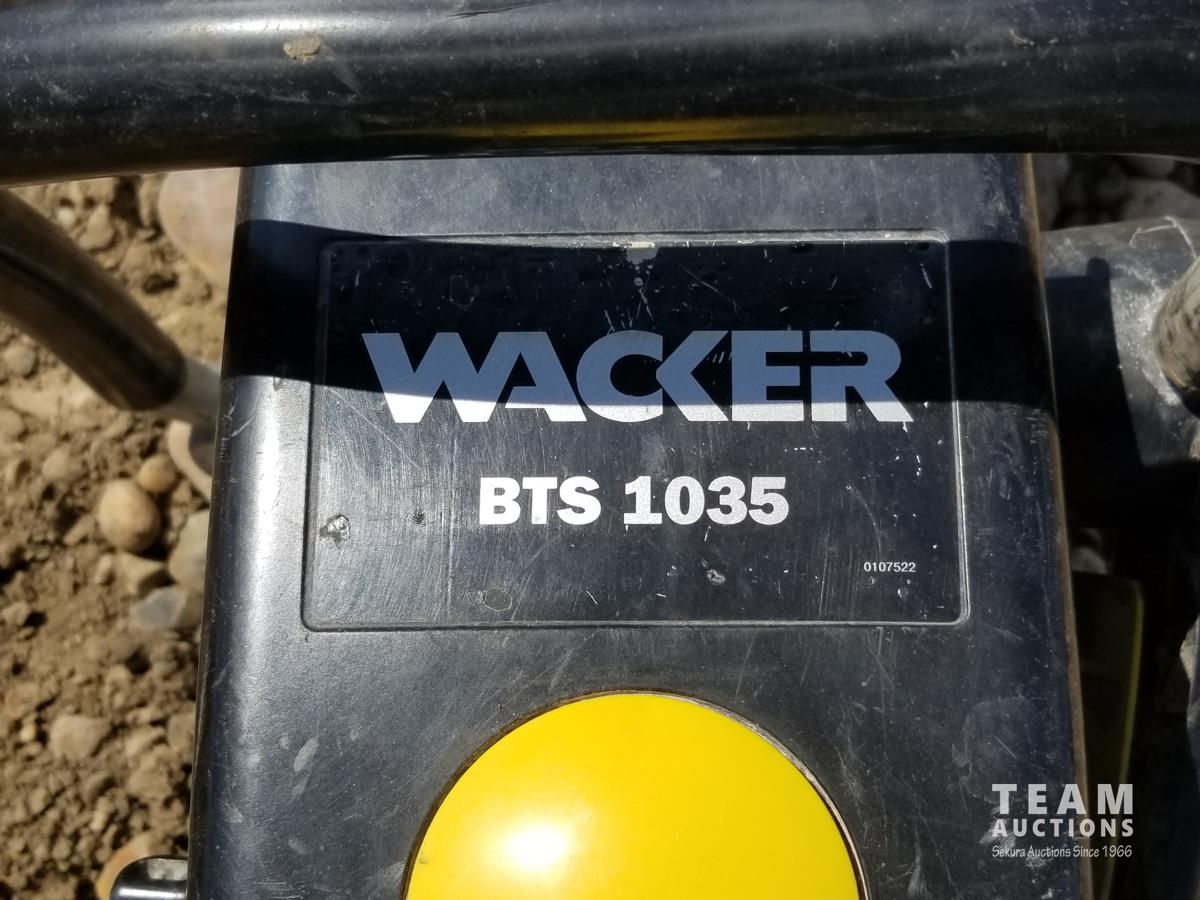 WACKER
BTS 1035
0107522
TEAM
AUCTIONS
Sekura Auctions Since 1966